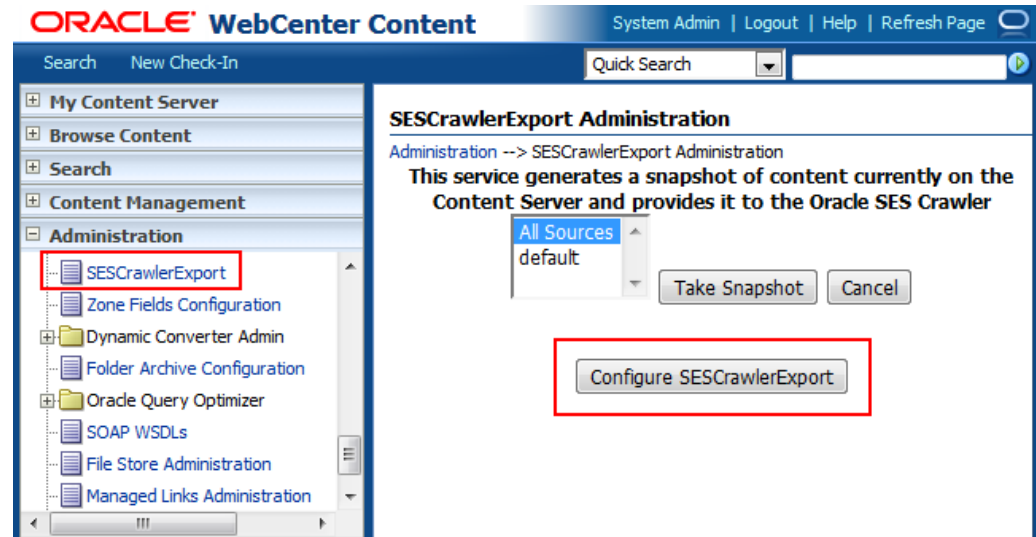 ORACLE WebCenter Content
System Admin | Logout | Help | Refresh Page
Search New Check-In
Quick Search
My Content Server
Browse Content
Search
Content Management
Administration
SESCrawlerExport
Zone Fields Configuration
Dynamic Converter Admin
Folder Archive Configuration
Oracle Query Optimizer
SOAP WSDLs
File Store Administration
Managed Links Administration
SESCrawlerExport Administration
Administration --> SESCrawlerExport Administration
This service generates a snapshot of content currently on the
Content Server and provides it to the Oracle SES Crawler
All Sources
default
Take Snapshot Cancel
Configure SESCrawlerExport